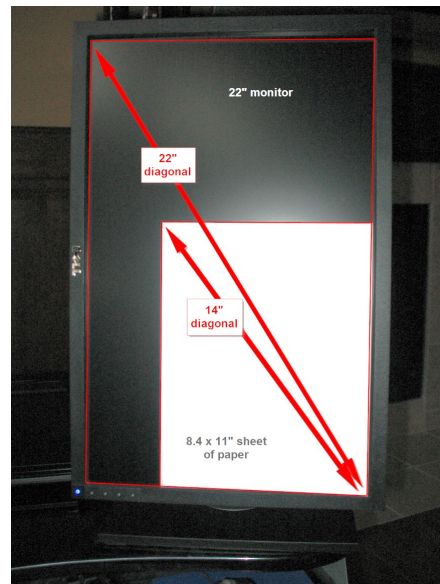 22" monitor
22"
diagonal
DELL
14"
diagonal
8.4 x 11" sheet
of paper